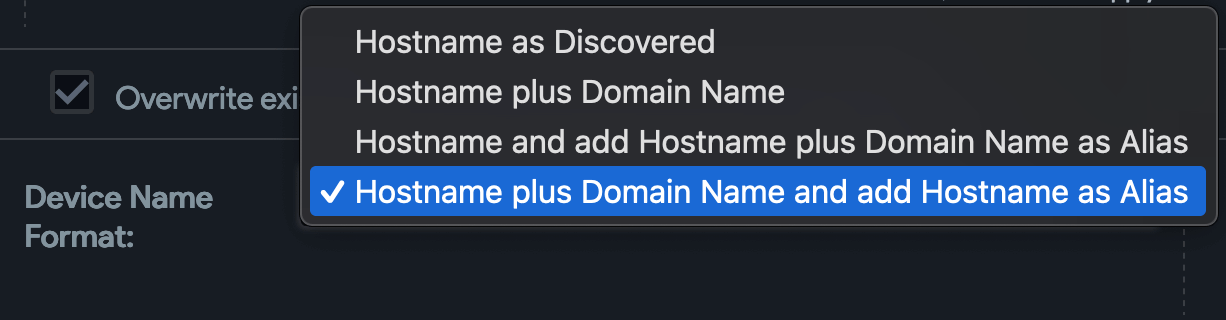 Hostname as Discovered
Hostname plus Domain Name
Overwrite exi
Hostname and add Hostname plus Domain Name as Alias
Hostname plus Domain Name and add Hostname as Alias
Device Name
Format: